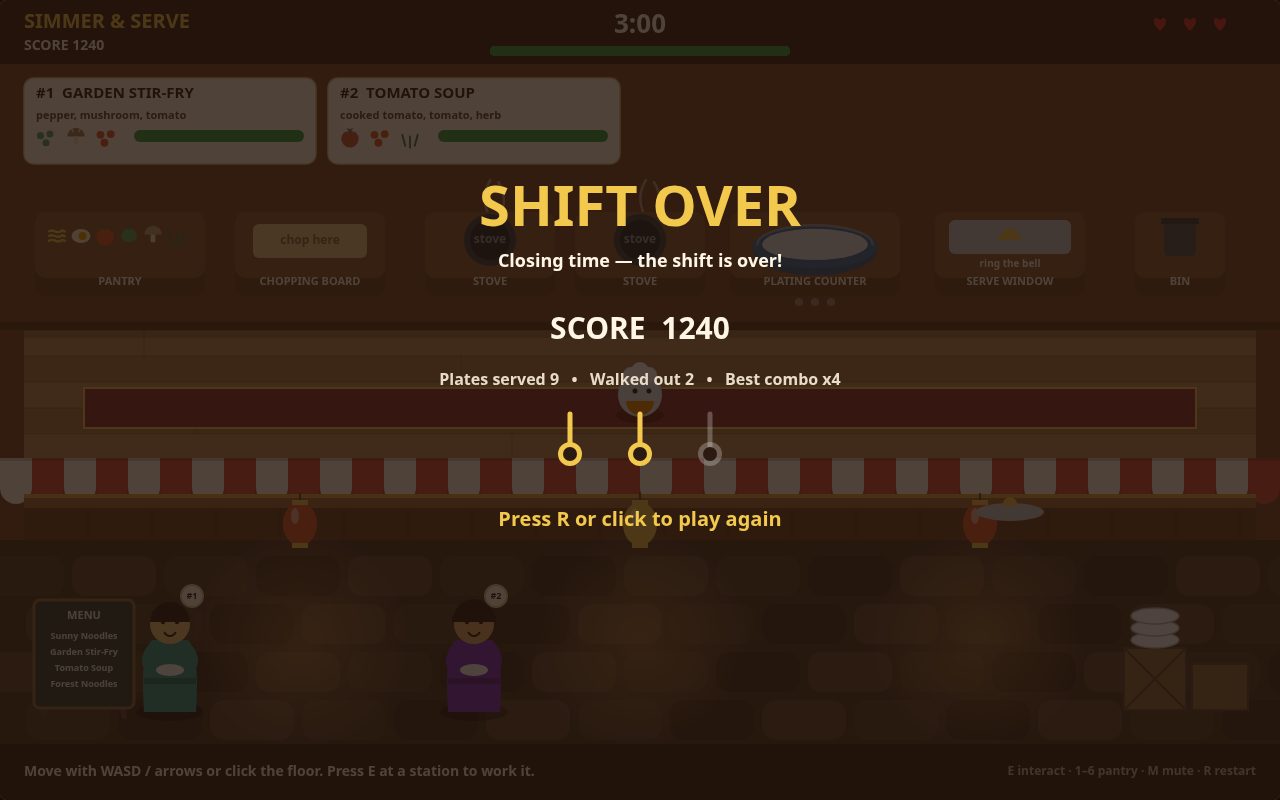 SIMMER & SERVE
SCORE 1240
3:00
#1 GARDEN STIR-FRY
pepper, mushroom, tomato
#2 TOMATO SOUP
cooked tomato, tomato, herb
SHIFT OVER
chop here
stove
stove
Closing time — the shift is over!
ring the bell
PANTRY
CHOPPING BOARD
STOVE
STOVE
PLATING COUNTER
SERVE WINDOW
BIN
SCORE 1240
Plates served 9 • Walked out 2 • Best combo x4
Press R or click to play again
#1
#2
MENU
Sunny Noodles
Garden Stir-Fry
Tomato Soup
Forest Noodles
Move with WASD / arrows or click the floor. Press E at a station to work it.
E interact · 1–6 pantry · M mute · R restart